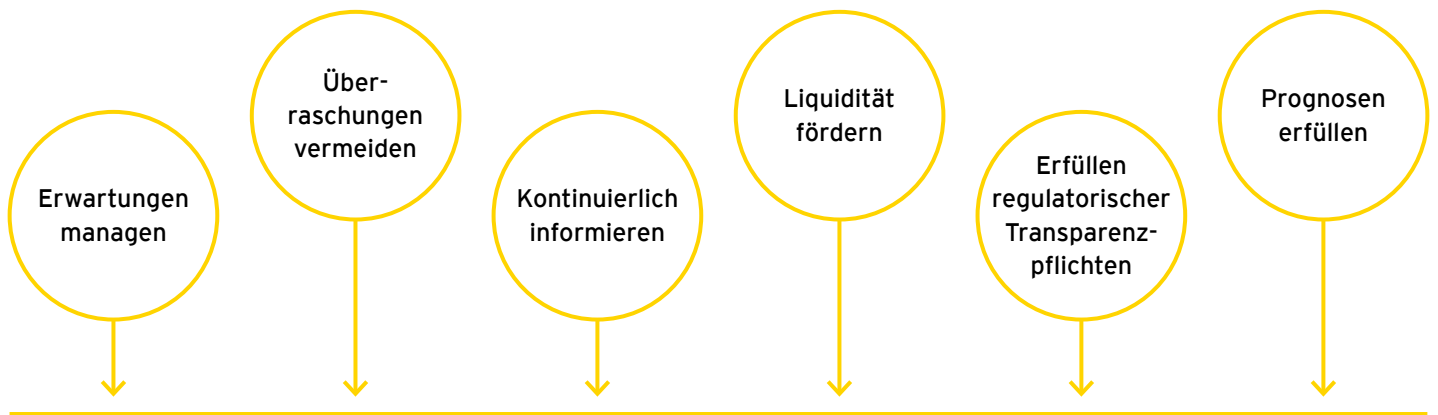 Erwartungen
managen
Über-
raschungen
vermeiden
Kontinuierlich
informieren
Liquidität
fördern
Erfüllen
regulatorischer
Transparenz-
pflichten
Prognosen
erfüllen